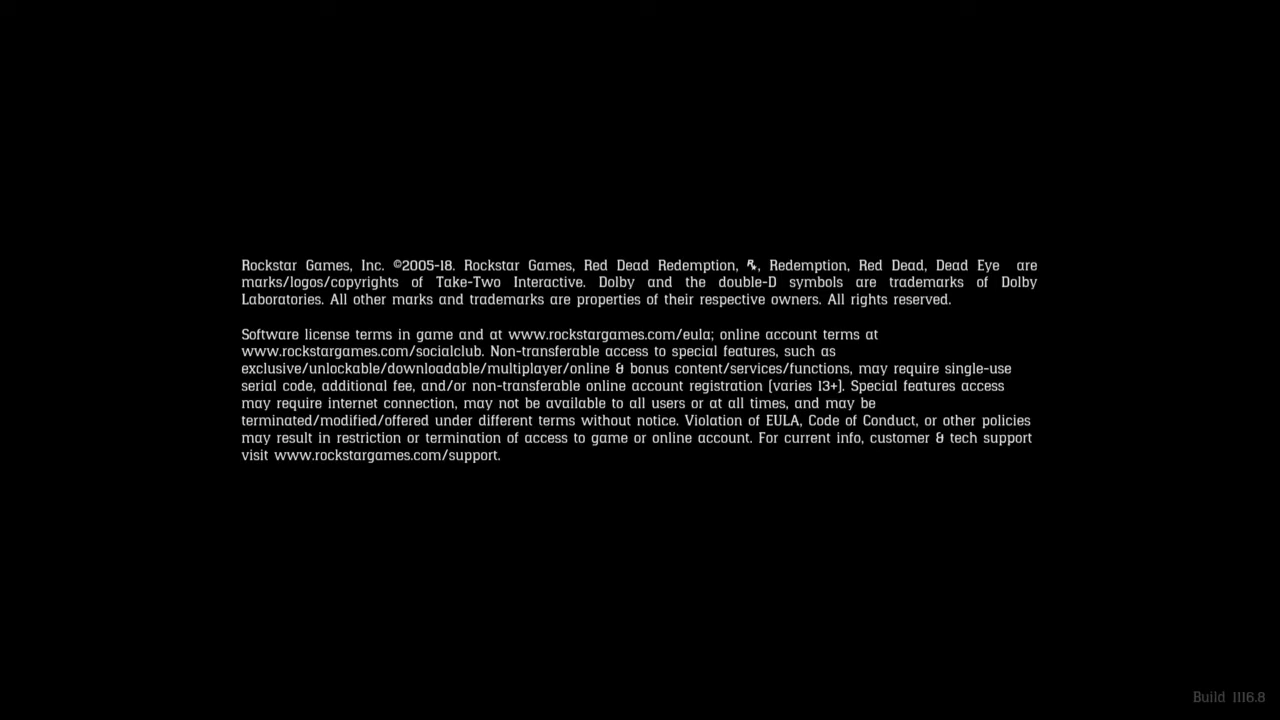 Rockstar Games, Inc. ©2005-18. Rockstar Games, Red Dead Redemption, R★, Redemption, Red Dead, Dead Eye are
marks/logos/copyrights of Take-Two Interactive. Dolby and the double-D symbols are trademarks of Dolby
Laboratories. All other marks and trademarks are properties of their respective owners. All rights reserved.
Software license terms in game and at www.rockstargames.com/eula; online account terms at
www.rockstargames.com/socialclub. Non-transferable access to special features, such as
exclusive/unlockable/downloadable/multiplayer/online & bonus content/services/functions, may require single-use
serial code, additional fee, and/or non-transferable online account registration (varies 13+). Special features access
may require internet connection, may not be available to all users or at all times, and may be
terminated/modified/offered under different terms without notice. Violation of EULA, Code of Conduct, or other policies
may result in restriction or termination of access to game or online account. For current info, customer & tech support
visit www.rockstargames.com/support.
Build 1116.8